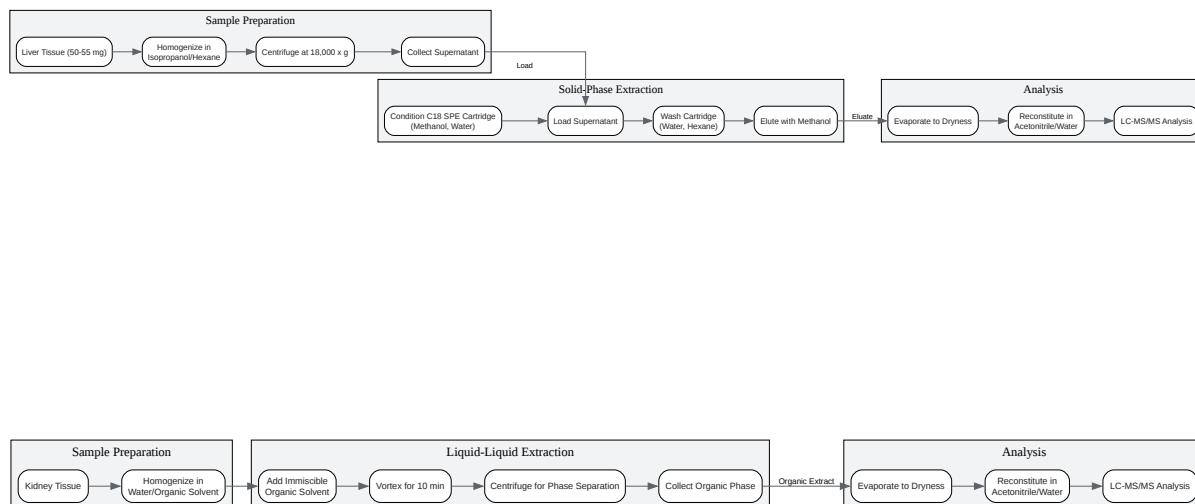 Sample Preparation
Liver Tissue (50-55 mg)
Homogenize in
Isopropanol/Hexane
Centrifuge at 18,000 x g
Collect Supernatant
Load
Solid-Phase Extraction
Condition C18 SPE Cartridge
(Methanol, Water)
Load Supernatant
Wash Cartridge
(Water, Hexane)
Elute with Methanol
Eluate
Analysis
Evaporate to Dryness
Reconstitute in
Acetonitrile/Water
LC-MS/MS Analysis
Sample Preparation
Kidney Tissue
Homogenize in
Water/Organic Solvent
Liquid-Liquid Extraction
Add Immiscible
Organic Solvent
Vortex for 10 min
Centrifuge for Phase Separation
Collect Organic Phase
Organic Extract
Analysis
Evaporate to Dryness
Reconstitute in
Acetonitrile/Water
LC-MS/MS Analysis